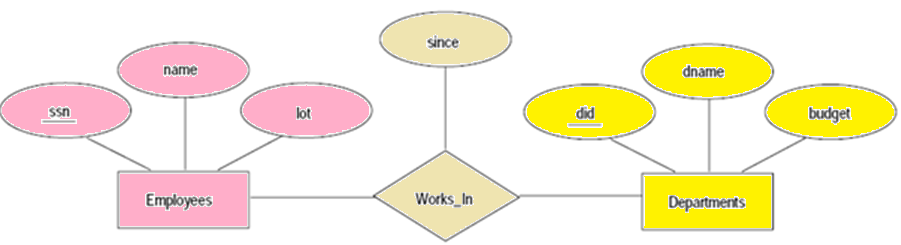 since
name
dname
ssn
lot
did
budget
Employees
Works_In
Departments